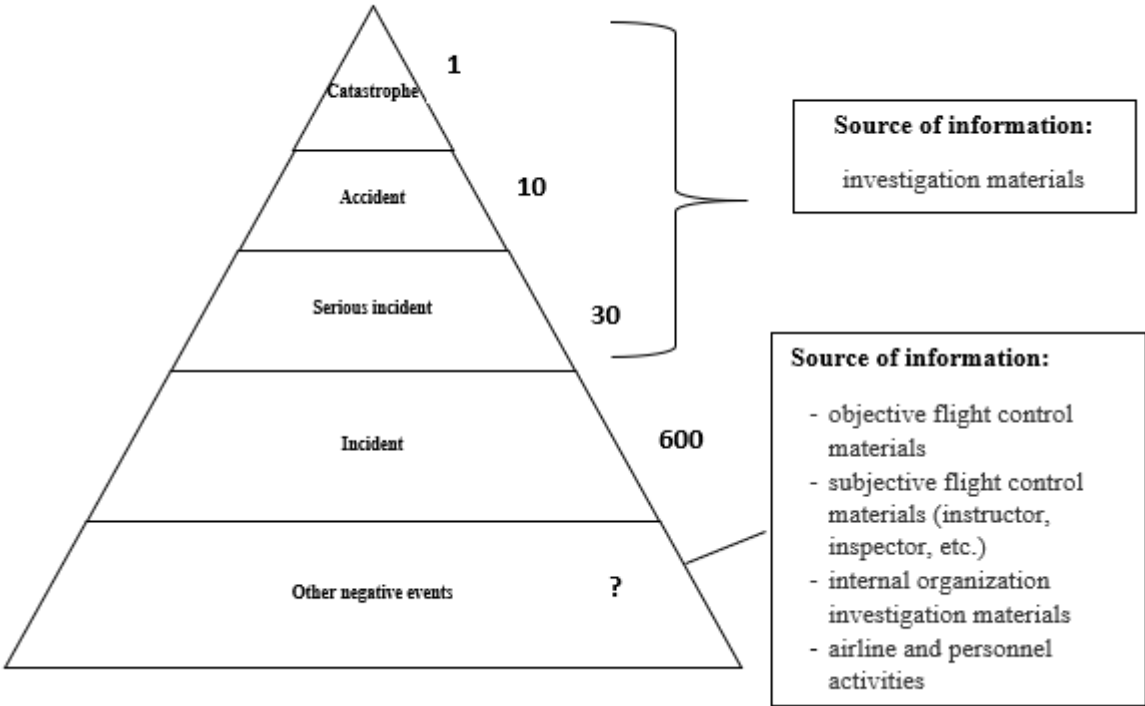 Catastrophe
1
Accident
10
Serious incident
30
Incident
600
Other negative events
?
Source of information:
investigation materials
Source of information:
- objective flight control
materials
- subjective flight control
materials (instructor,
inspector, etc.)
- internal organization
investigation materials
- airline and personnel
activities